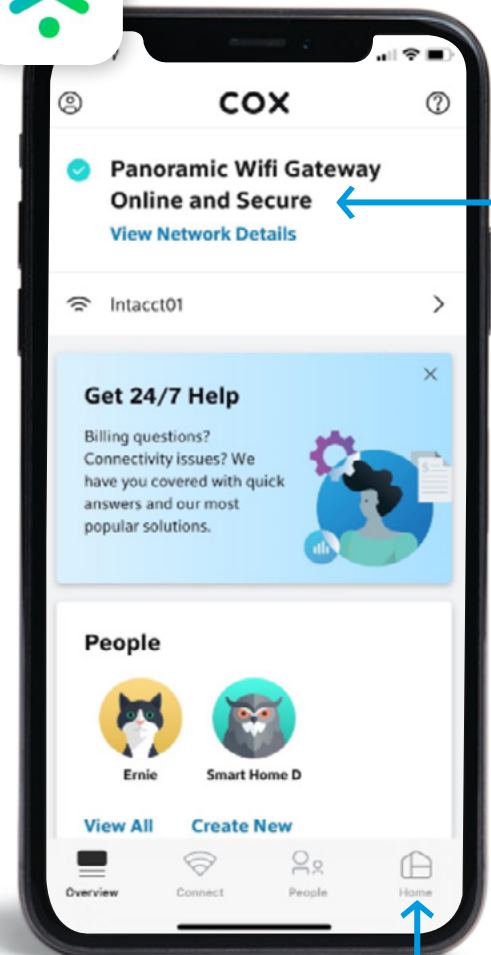 COX
Panoramic Wifi Gateway
Online and Secure
View Network Details
Intacct01
Get 24/7 Help
Billing questions?
Connectivity issues? We
have you covered with quick
answers and our most
popular solutions.
People
Ernie
Smart Home D
View All
Create New
Overview
Connect
People
Home